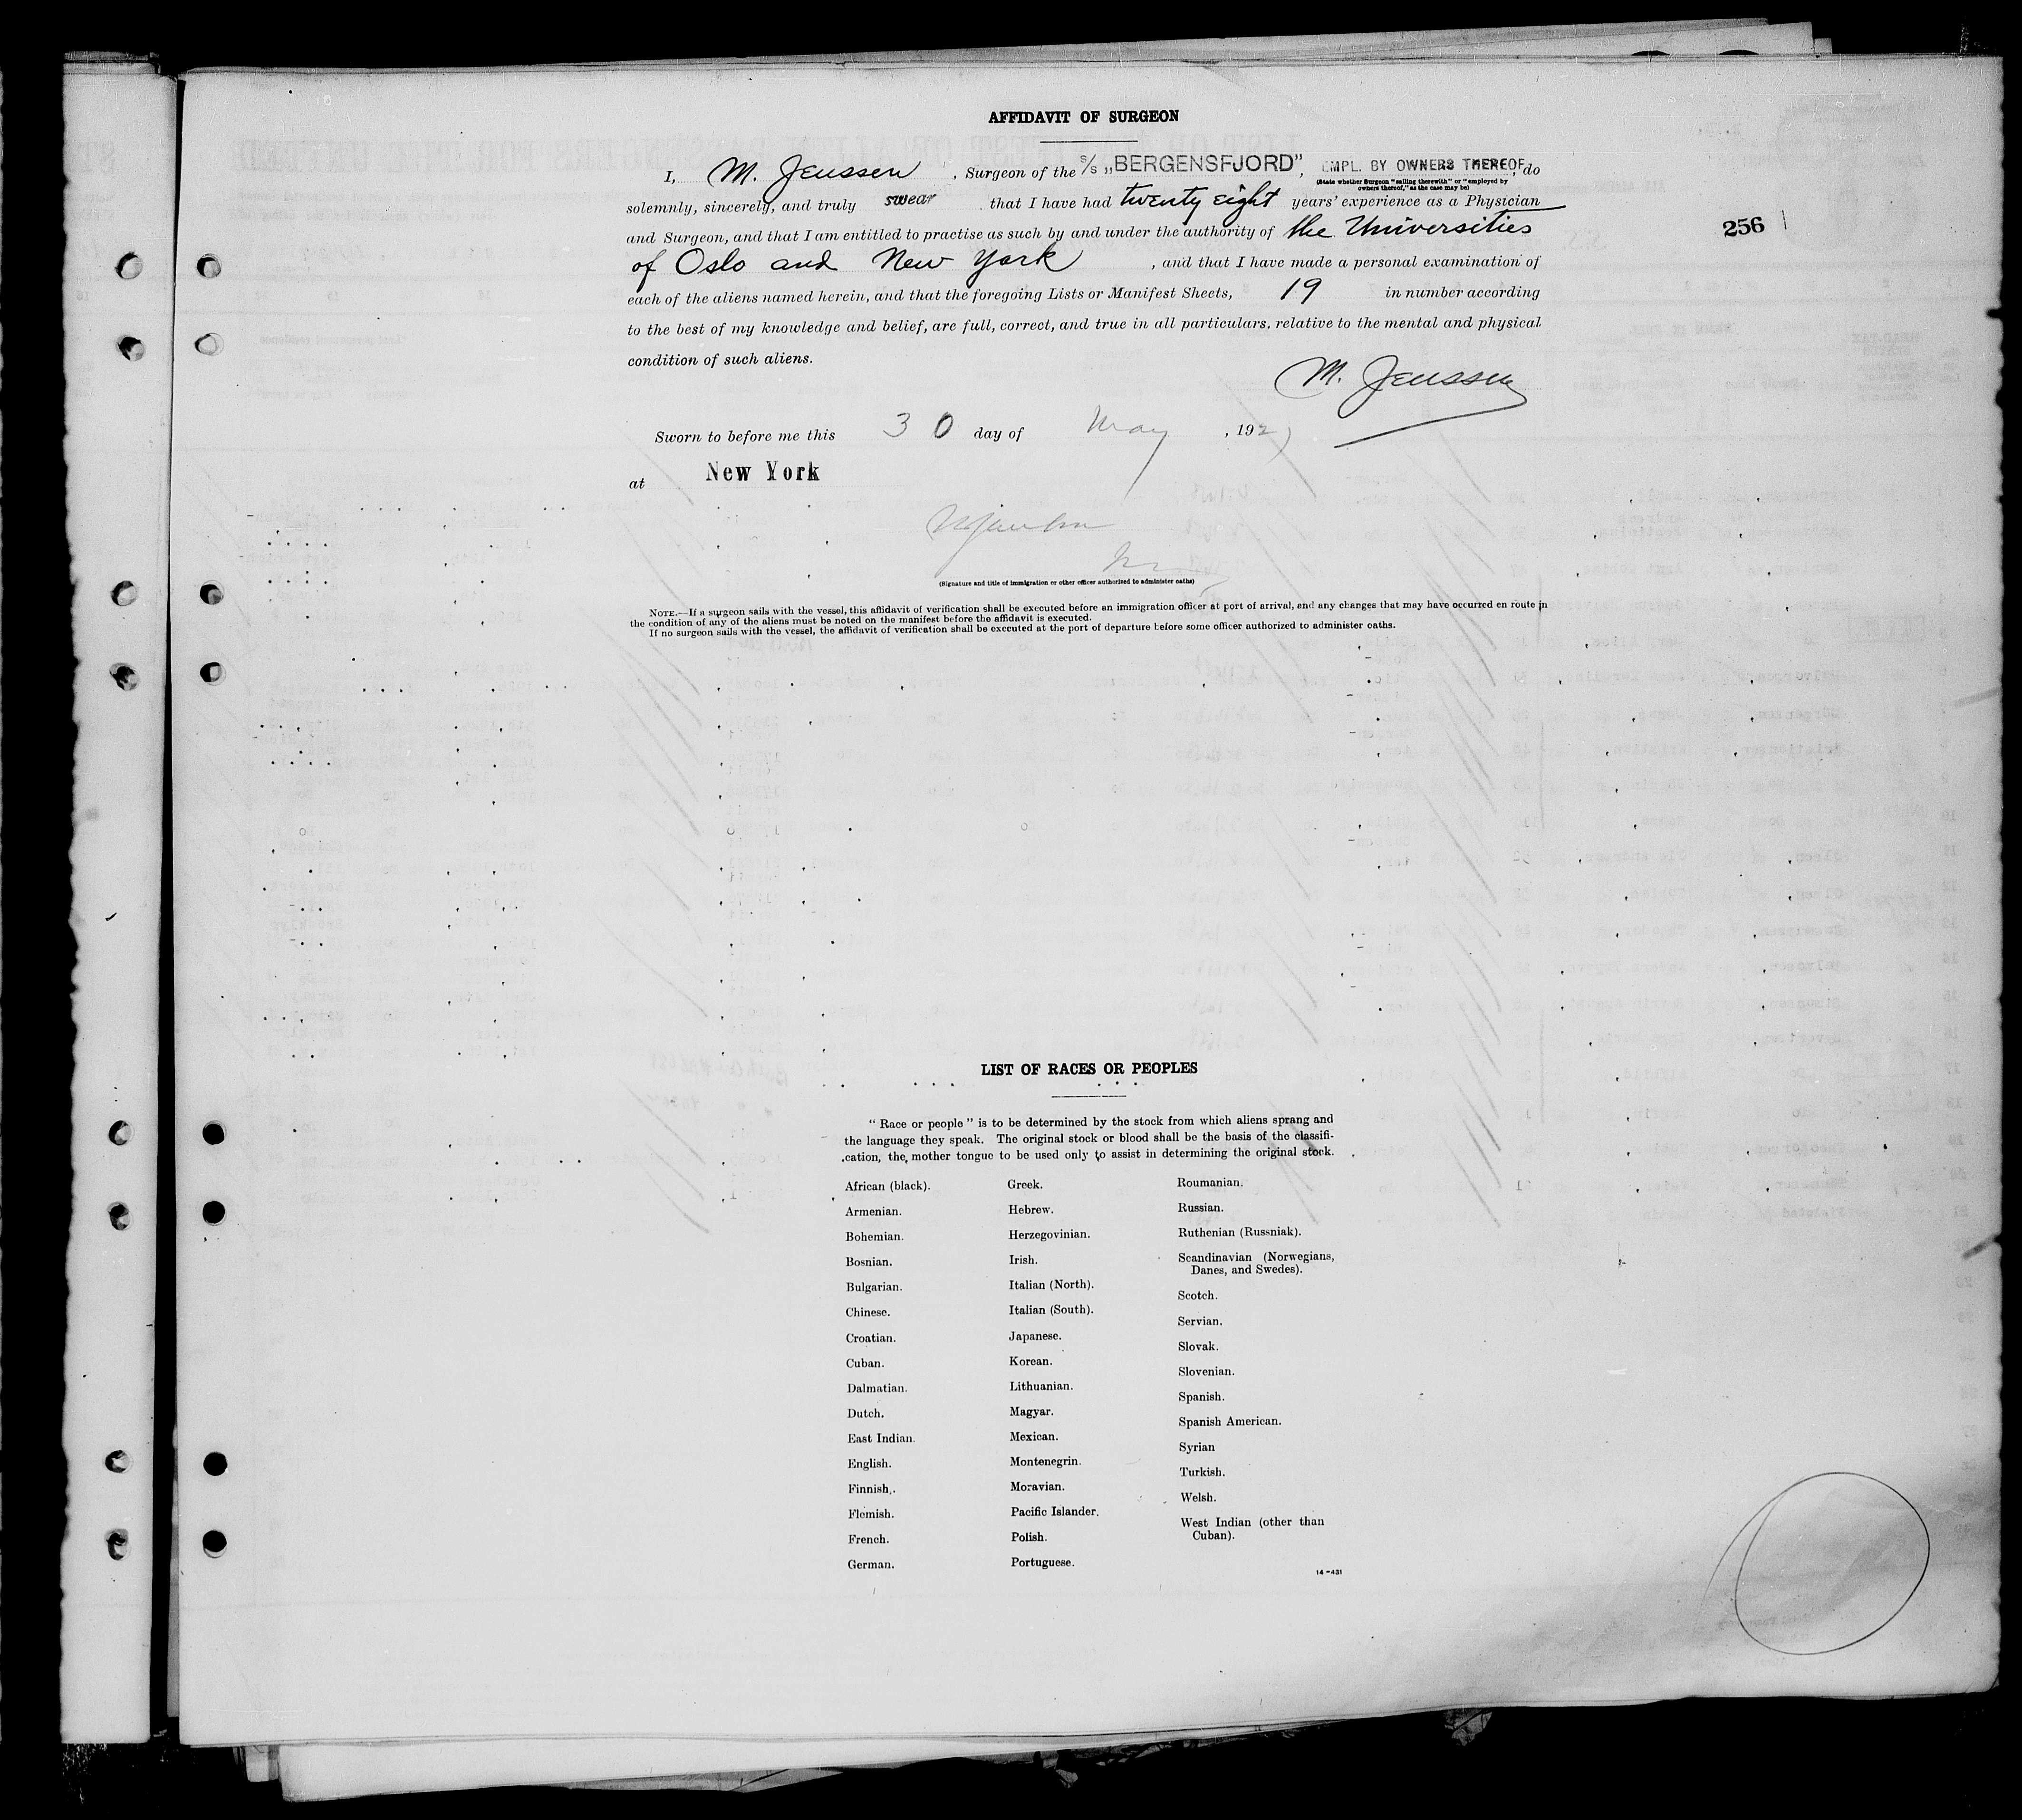 AFFIDAVIT OF SURGEON
I, M. Jenssen , Surgeon of the s/s „BERGENSFJORD”, EMPL. BY OWNERS THEREOF, do
(State whether Surgeon “sailing therewith” or “employed by
owners thereof,” as the case may be)
solemnly, sincerely, and truly swear that I have had twenty eight years’ experience as a Physician
and Surgeon, and that I am entitled to practise as such by and under the authority of the Universities
256
of Oslo and New York , and that I have made a personal examination of
each of the aliens named herein, and that the foregoing Lists or Manifest Sheets, 19 in number according
to the best of my knowledge and belief, are full, correct, and true in all particulars, relative to the mental and physical
condition of such aliens.
M. Jenssen
Sworn to before me this 30 day of May , 192
at New York
(Signature and title of immigration or other officer authorized to administer oaths)
NOTE.—If a surgeon sails with the vessel, this affidavit of verification shall be executed before an immigration officer at port of arrival, and any changes that may have occurred en route in
the condition of any of the aliens must be noted on the manifest before the affidavit is executed.
If no surgeon sails with the vessel, the affidavit of verification shall be executed at the port of departure before some officer authorized to administer oaths.
LIST OF RACES OR PEOPLES
“ Race or people ” is to be determined by the stock from which aliens sprang and
the language they speak. The original stock or blood shall be the basis of the classifi-
cation, the mother tongue to be used only to assist in determining the original stock.
African (black).
Armenian.
Bohemian.
Bosnian.
Bulgarian.
Chinese.
Croatian.
Cuban.
Dalmatian.
Dutch.
East Indian.
English.
Finnish.
Flemish.
French.
German.
Greek.
Hebrew.
Herzegovinian.
Irish.
Italian (North).
Italian (South).
Japanese.
Korean.
Lithuanian.
Magyar.
Mexican.
Montenegrin.
Moravian.
Pacific Islander.
Polish.
Portuguese.
Roumanian.
Russian.
Ruthenian (Russniak).
Scandinavian (Norwegians,
Danes, and Swedes).
Scotch.
Servian.
Slovak.
Slovenian.
Spanish.
Spanish American.
Syrian
Turkish.
Welsh.
West Indian (other than
Cuban).
14—431